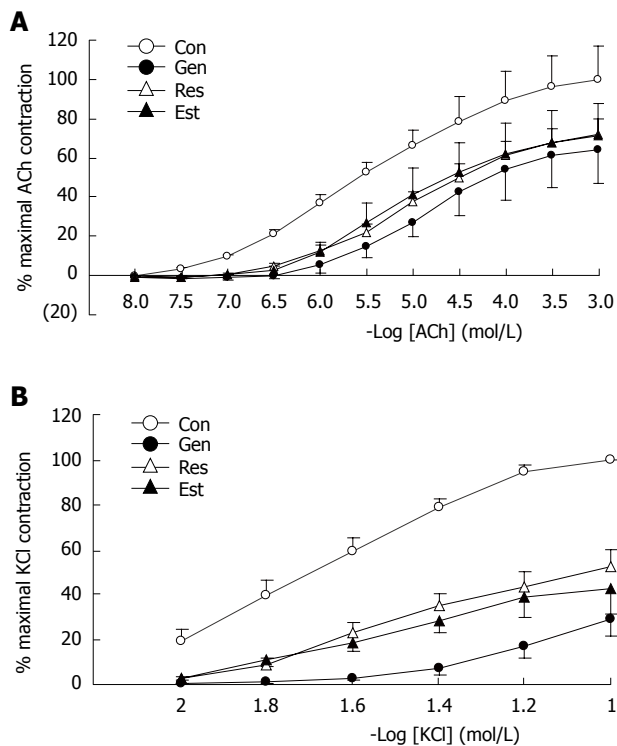 A
% maximal ACh contraction
120
100
80
60
40
20
0
(20)
Con
Gen
Res
Est
8.0 7.5 7.0 6.5 6.0 5.5 5.0 4.5 4.0 3.5 3.0
-Log [ACh] (mol/L)
B
% maximal KCl contraction
120
100
80
60
40
20
0
Con
Gen
Res
Est
2 1.8 1.6 1.4 1.2 1
-Log [KCl] (mol/L)